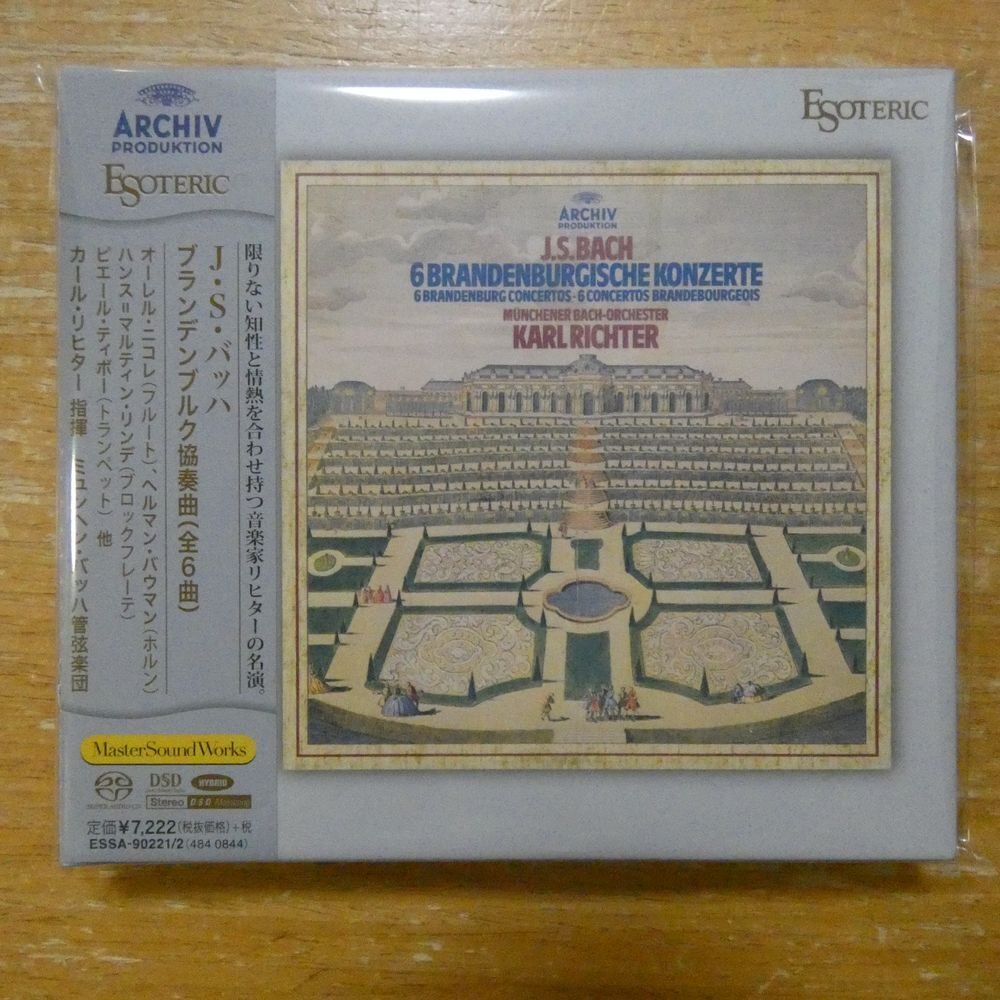 ARCHIV
PRODUKTION
ESOTERIC
限りない知性と情熱を合わせ持つ音楽家リヒターの名演。
J・S・バッハ
ブランデンブルク協奏曲(全6曲)
オーレル・ニコレ(フルート)、ヘルマン・バウマン(ホルン)
ハンス=マルティン・リンデ(ブロックフレーテ)
ピエール・ティボー(トランペット) 他
カール・リヒター 指揮 ミュンヘン・バッハ管弦楽団
MasterSoundWorks
SUPER AUDIO CD
DSD
HYBRID
Stereo
DSD Mastering
定価¥7,222(税抜価格)+税
ESSA-90221/2(484 0844)
ESOTERIC
ARCHIV
PRODUKTION
J.S.BACH
6 BRANDENBURGISCHE KONZERTE
6 BRANDENBURG CONCERTOS · 6 CONCERTOS BRANDEBOURGEOIS
MÜNCHENER BACH-ORCHESTER
KARL RICHTER